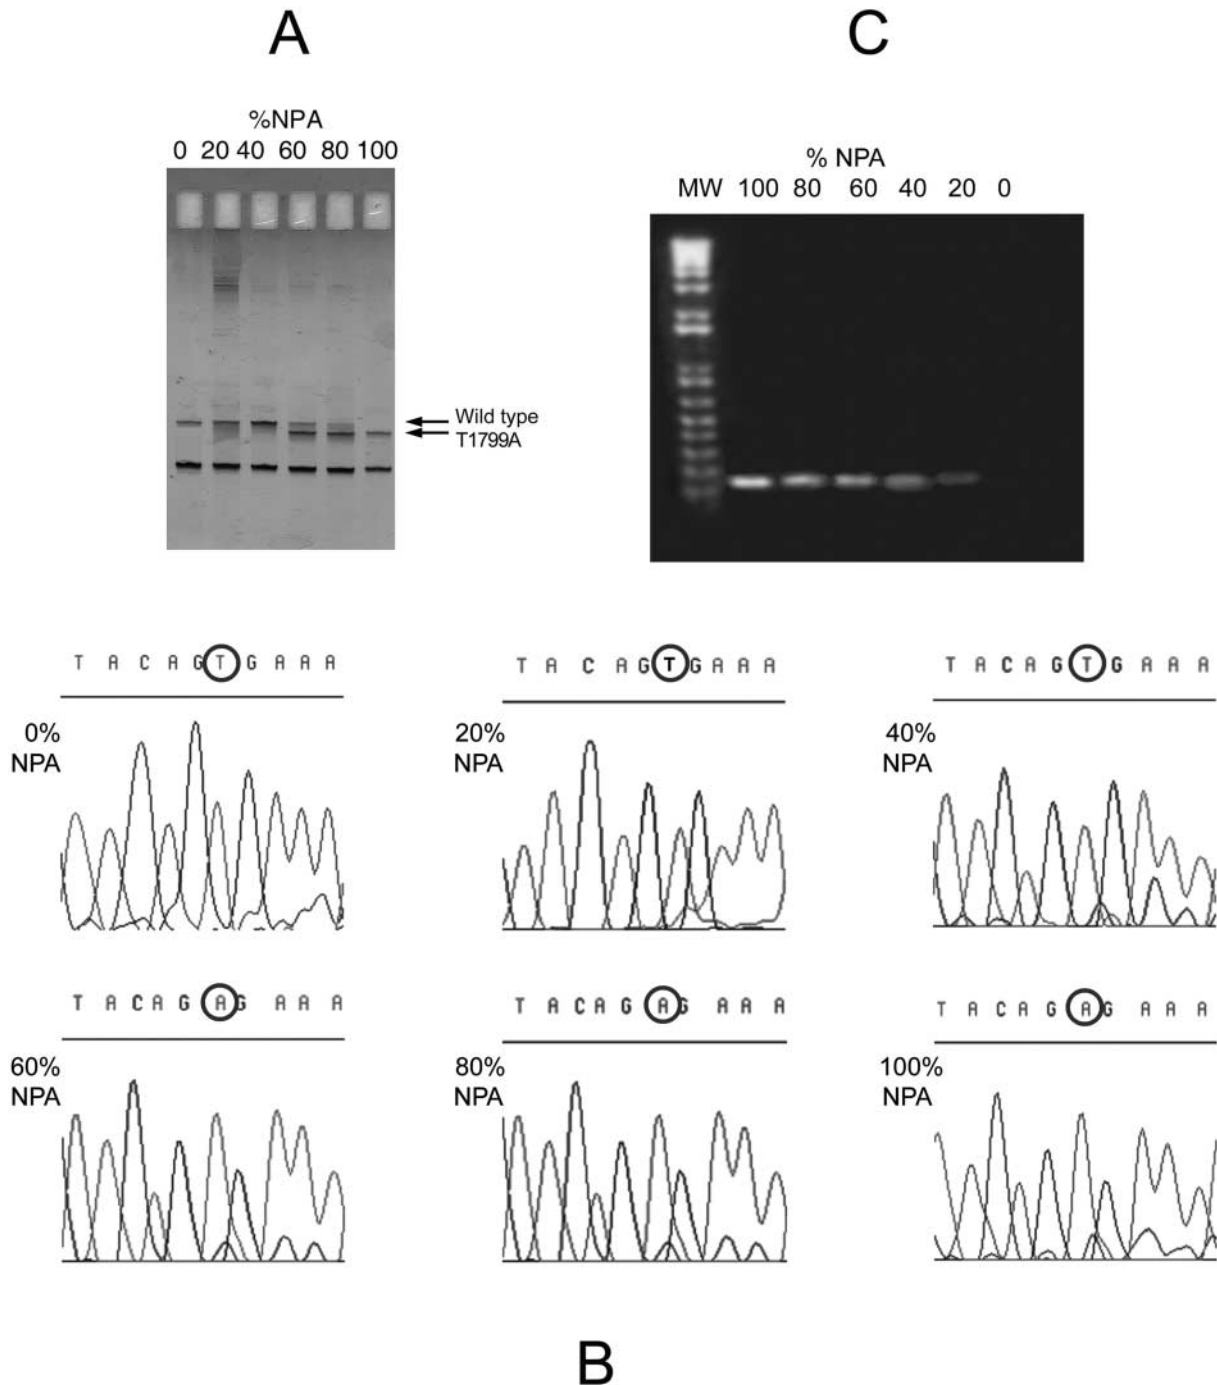 A
C
%NPA
0 20 40 60 80 100
Wild type
T1799A
% NPA
MW 100 80 60 40 20 0
T A C A G T G A A A
0%
NPA
T A C A G T G A A A
20%
NPA
T A C A G T G A A A
40%
NPA
T A C A G A G A A A
60%
NPA
T A C A G A G A A A
80%
NPA
T A C A G A G A A A
100%
NPA
B